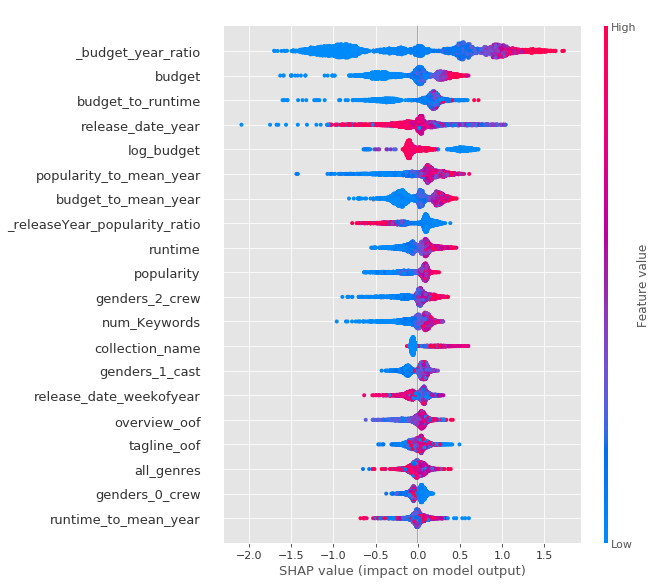 High
_budget_year_ratio
budget
budget_to_runtime
release_date_year
log_budget
popularity_to_mean_year
budget_to_mean_year
_releaseYear_popularity_ratio
runtime
popularity
genders_2_crew
num_Keywords
collection_name
genders_1_cast
release_date_weekofyear
overview_oof
tagline_oof
all_genres
genders_0_crew
runtime_to_mean_year
Feature value
Low
−2.0 −1.5 −1.0 −0.5 0.0 0.5 1.0 1.5
SHAP value (impact on model output)